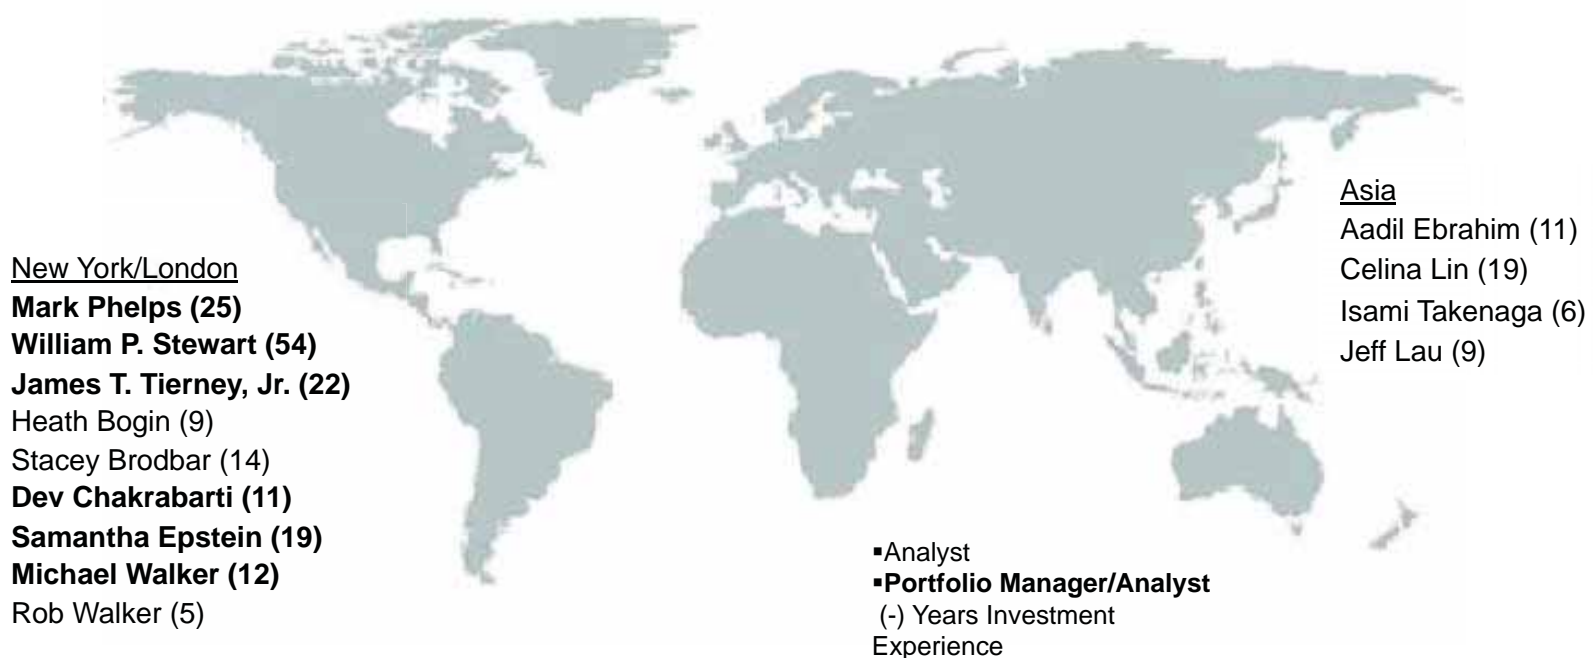 New York/London
Mark Phelps (25)
William P. Stewart (54)
James T. Tierney, Jr. (22)
Heath Bogin (9)
Stacey Brodbar (14)
Dev Chakrabarti (11)
Samantha Epstein (19)
Michael Walker (12)
Rob Walker (5)
Asia
Aadil Ebrahim (11)
Celina Lin (19)
Isami Takenaga (6)
Jeff Lau (9)
▪Analyst
▪Portfolio Manager/Analyst
(-) Years Investment
Experience